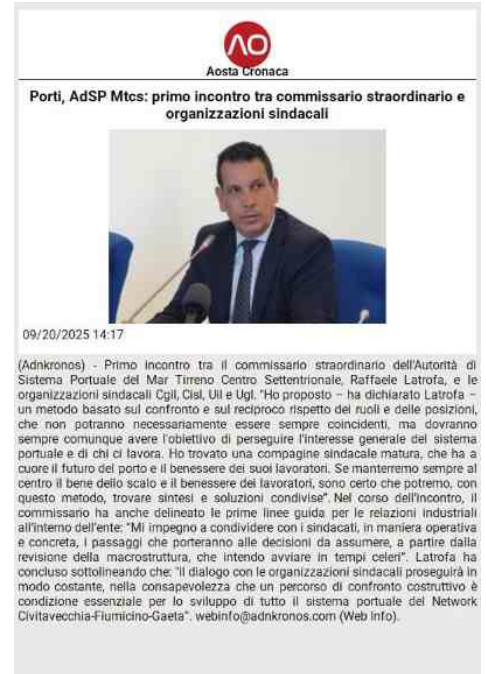 AO
Aosta Cronaca
Porti, AdSP Mtcs: primo incontro tra commissario straordinario e
organizzazioni sindacali
09/20/2025 14:17
(Adnkronos) - Primo incontro tra il commissario straordinario dell'Autorità di
Sistema Portuale del Mar Tirreno Centro Settentrionale, Raffaele Latrofa, e le
organizzazioni sindacali Cgil, Cisl, Uil e Ugl. "Ho proposto – ha dichiarato Latrofa –
un metodo basato sul confronto e sul reciproco rispetto dei ruoli e delle posizioni,
che non potranno necessariamente essere sempre coincidenti, ma dovranno
sempre comunque avere l'obiettivo di perseguire l'interesse generale del sistema
portuale e di chi ci lavora. Ho trovato una compagine sindacale matura, che ha a
cuore il futuro del porto e il benessere dei suoi lavoratori. Se manterremo sempre al
centro il bene dello scalo e il benessere dei lavoratori, sono certo che potremo, con
questo metodo, trovare sintesi e soluzioni condivise". Nel corso dell'incontro, il
commissario ha anche delineato le prime linee guida per le relazioni industriali
all'interno dell'ente: "Mi impegno a condividere con i sindacati, in maniera operativa
e concreta, i passaggi che porteranno alle decisioni da assumere, a partire dalla
revisione della macrostruttura, che intendo avviare in tempi celeri". Latrofa ha
concluso sottolineando che: "il dialogo con le organizzazioni sindacali proseguirà in
modo costante, nella consapevolezza che un percorso di confronto costruttivo è
condizione essenziale per lo sviluppo di tutto il sistema portuale del Network
Civitavecchia-Fiumicino-Gaeta". webinfo@adnkronos.com (Web Info).